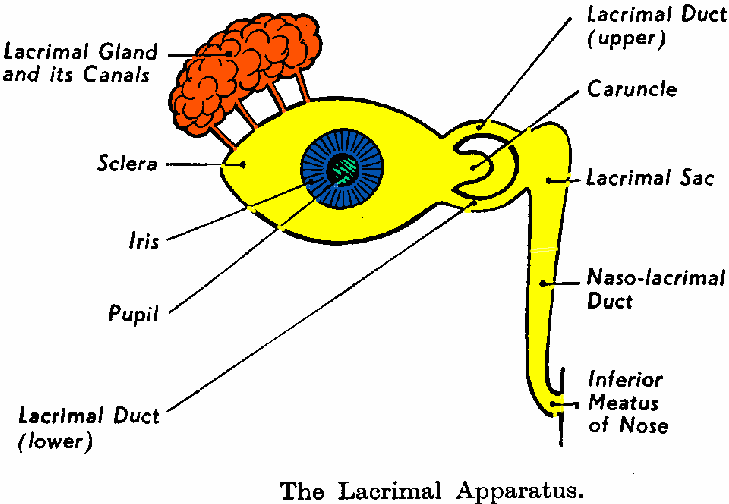 Lacrimal Duct
(upper)
Lacrimal Gland
and its Canals
Caruncle
Sclera
Lacrimal Sac
Iris
Naso-lacrimal
Duct
Pupil
Inferior
Meatus
of Nose
Lacrimal Duct
(lower)
The Lacrimal Apparatus.